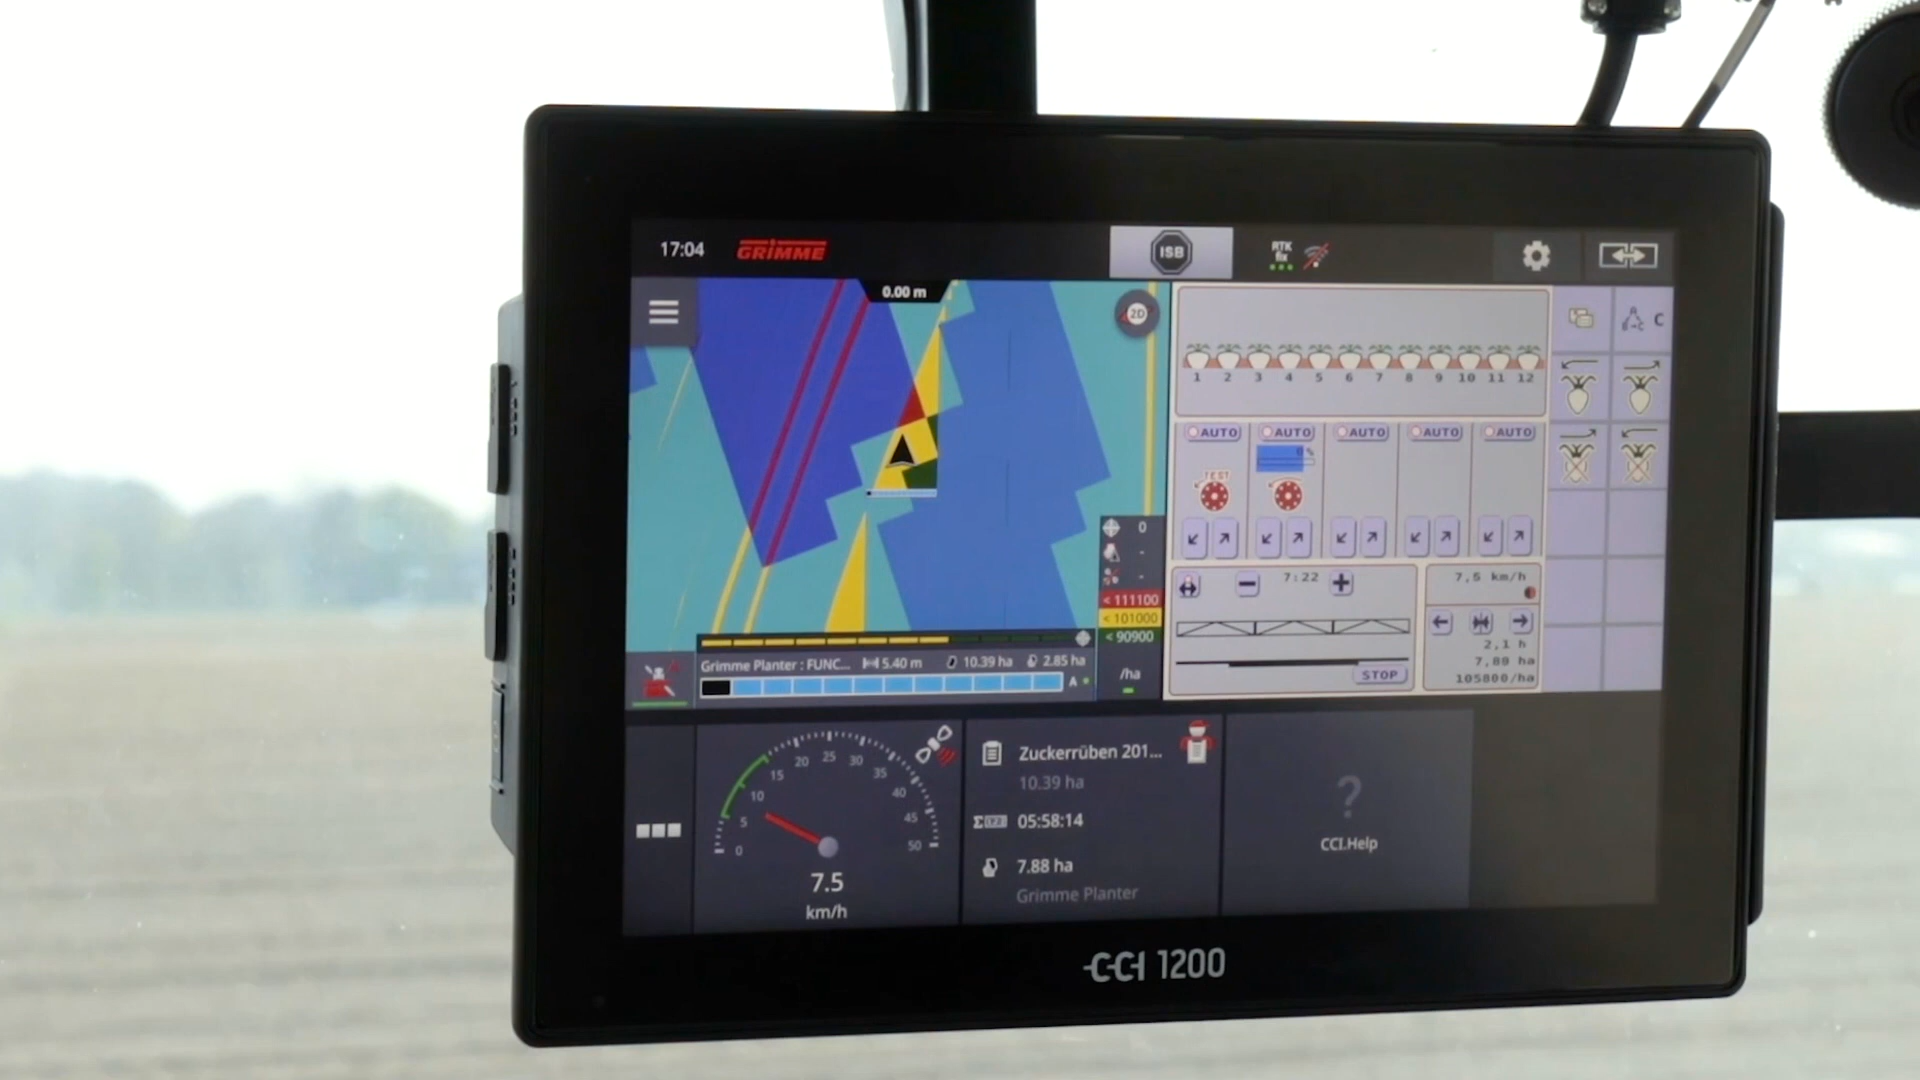 17:04 GRIMME ISB RTK fix
0.00 m
2D
1 2 3 4 5 6 7 8 9 10 11 12
C
AUTO AUTO AUTO AUTO AUTO
0 %
TEST
0
-
-
< 111100
< 101000
< 90900
/ha
7:22
7,5 km/h
2,1 h
7,89 ha
105800/ha
STOP
Grimme Planter : FUNC... 5.40 m 10.39 ha 2.85 ha
A
0 5 10 15 20 25 30 35 40 45 50
7.5
km/h
Zuckerrüben 201...
10.39 ha
05:58:14
7.88 ha
Grimme Planter
?
CCI.Help
CCI 1200